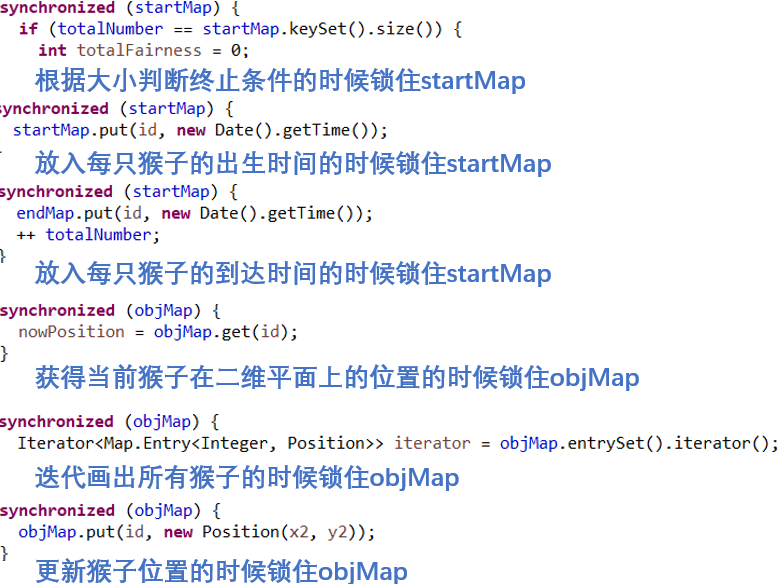 synchronized (startMap) {
if (totalNumber == startMap.keySet().size()) {
int totalFairness = 0;
根据大小判断终止条件的时候锁住startMap
synchronized (startMap) {
startMap.put(id, new Date().getTime());
放入每只猴子的出生时间的时候锁住startMap
synchronized (startMap) {
endMap.put(id, new Date().getTime());
++ totalNumber;
}
放入每只猴子的到达时间的时候锁住startMap
synchronized (objMap) {
nowPosition = objMap.get(id);
}
获得当前猴子在二维平面上的位置的时候锁住objMap
synchronized (objMap) {
Iterator<Map.Entry<Integer, Position>> iterator = objMap.entrySet().iterator();
迭代画出所有猴子的时候锁住objMap
synchronized (objMap) {
objMap.put(id, new Position(x2, y2));
}
更新猴子位置的时候锁住objMap